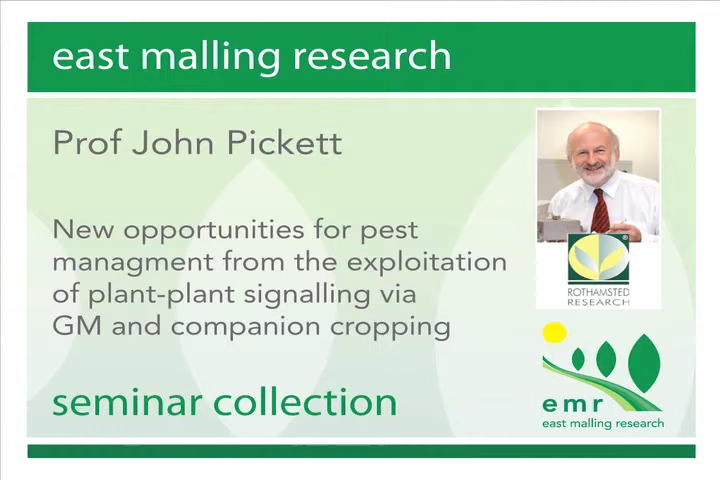 east malling research
Prof John Pickett
New opportunities for pest
managment from the exploitation
of plant-plant signalling via
GM and companion cropping
seminar collection
®
ROTHAMSTED
RESEARCH
emr
east malling research